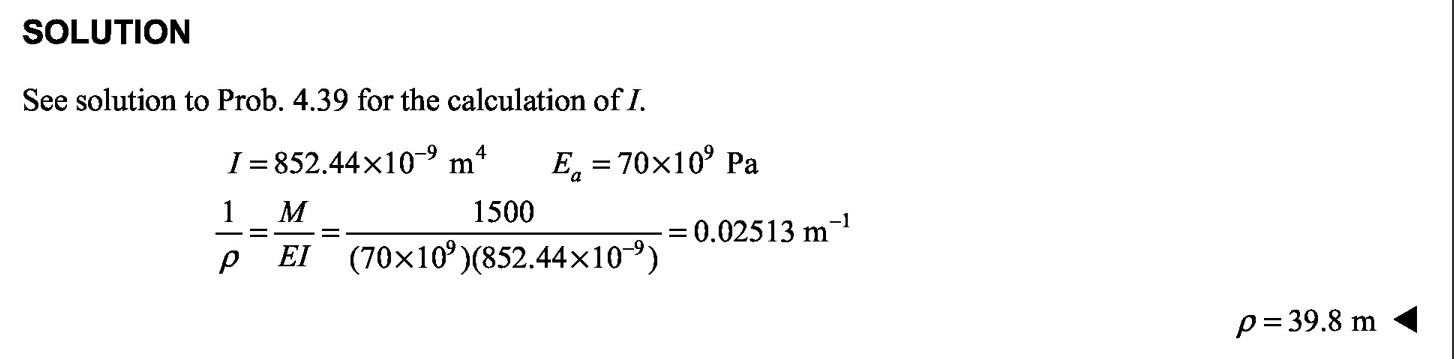 SOLUTION
See solution to Prob. 4.39 for the calculation of I.
I = 852.44×10⁻⁹ m⁴ Eₐ = 70×10⁹ Pa
1/ρ = M/EI = 1500/(70×10⁹)(852.44×10⁻⁹) = 0.02513 m⁻¹
ρ = 39.8 m ◀